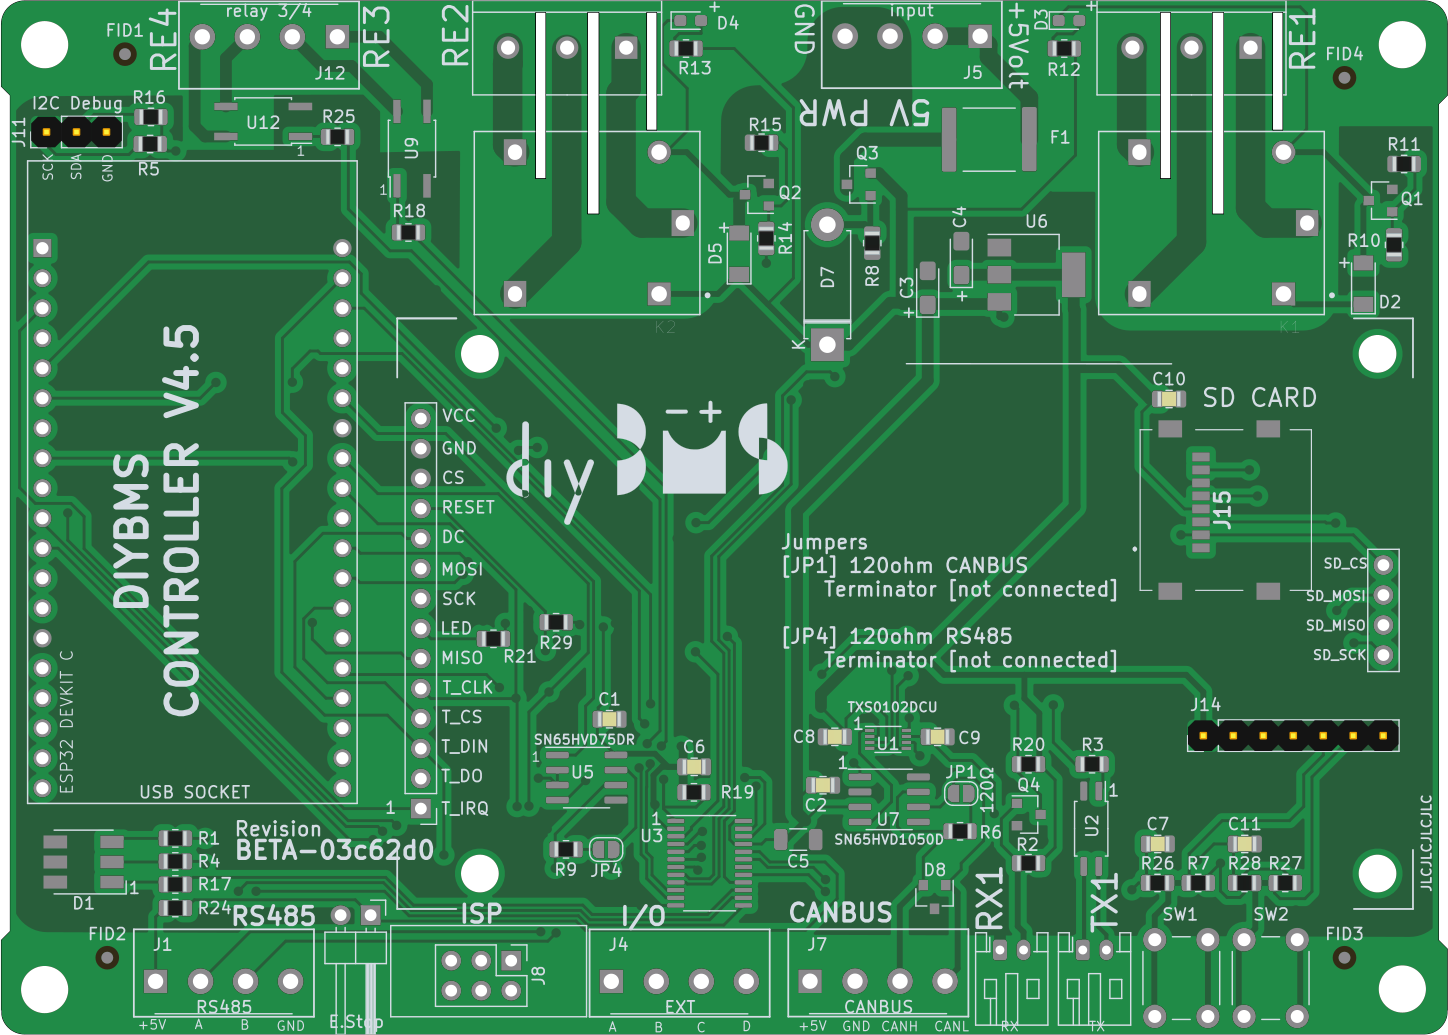 RE4
relay 3/4
RE3
RE2
D4
GND
input
+5Volt
D3
RE1
FID1
J12
R13
J5
R12
FID4
I2C Debug
R16
J11
SCK
SDA
GND
R5
U12
R25
1
U9
1
R18
5V PWR
R15
Q3
F1
R11
Q2
Q1
D5
R14
D7
R8
C4
C3
U6
R10
D2
K2
K
K1
DIYBMS
CONTROLLER V4.5
ESP32 DEVKIT C
USB SOCKET
VCC
GND
CS
RESET
DC
MOSI
SCK
LED
MISO
T_CLK
T_CS
T_DIN
T_DO
T_IRQ
1
diy
- +
C10
SD CARD
J15
Jumpers
[JP1] 120ohm CANBUS
Terminator [not connected]
[JP4] 120ohm RS485
Terminator [not connected]
SD_CS
SD_MOSI
SD_MISO
SD_SCK
R29
R21
C1
SN65HVD75DR
1
U5
C6
R19
TXS0102DCU
1
C8
U1
C9
J14
R20
R3
1
JP1
120Ω
C2
U7
SN65HVD1050D
R6
Q4
U2
R2
C7
C11
R26
R7
R28
R27
JLCJLCJLCJLC
Revision
BETA-03c62d0
R1
R4
R17
R24
J1
D1
1
U3
C5
R9
JP4
D8
RX1
TX1
SW1
SW2
FID2
FID3
RS485
ISP
I/O
CANBUS
J1
RS485
+5V
A
B
GND
E.Stop
J8
J4
EXT
A
B
C
D
J7
CANBUS
+5V
GND
CANH
CANL
RX
TX